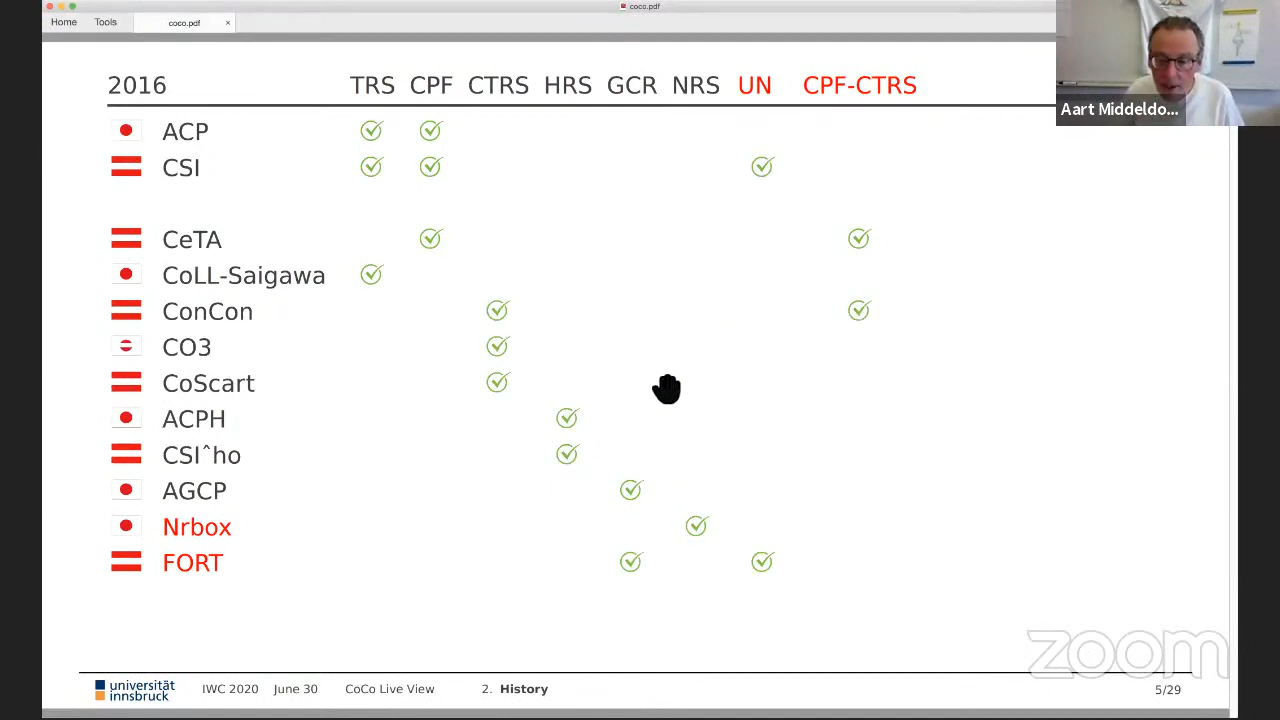 coco.pdf
Home Tools coco.pdf ×
2016 TRS CPF CTRS HRS GCR NRS UN CPF-CTRS
Aart Middeldo...
ACP
CSI
CeTA
CoLL-Saigawa
ConCon
CO3
CoScart
ACPH
CSIˆho
AGCP
Nrbox
FORT
zoom
universität innsbruck IWC 2020 June 30 CoCo Live View 2. History 5/29